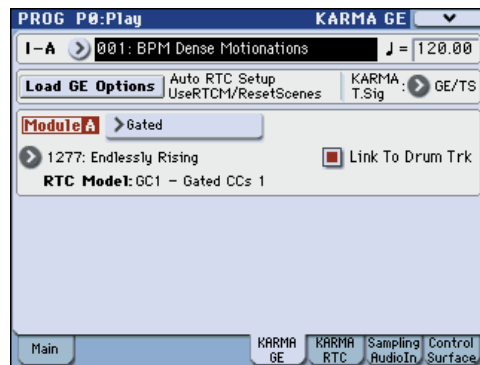 PROG P0:Play KARMA GE
I-A 001: BPM Dense Motionations ♩= 120.00
Load GE Options Auto RTC Setup KARMA T.Sig : GE/TS
UseRTCM/ResetScenes
Module A Gated
1277: Endlessly Rising Link To Drum Trk
RTC Model: GC1 - Gated CCs 1
Main KARMA GE KARMA RTC Sampling AudioIn Control Surface